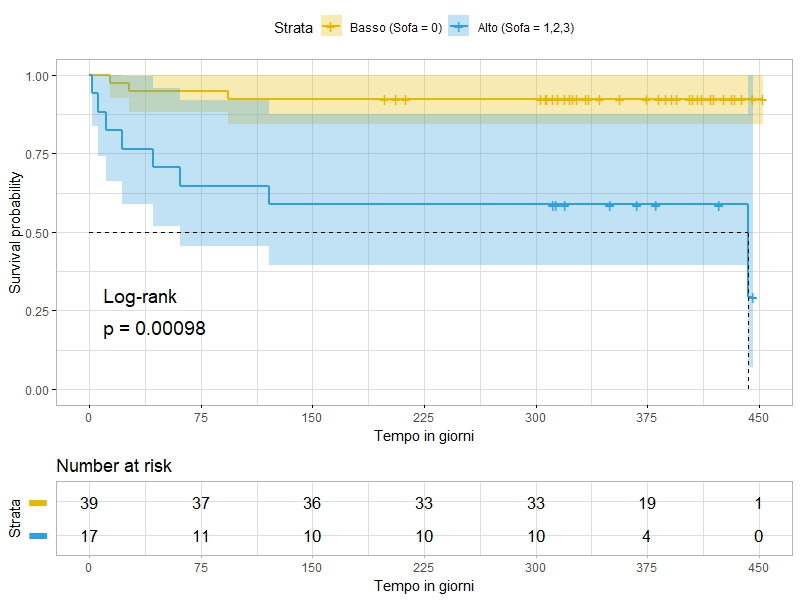 Strata Basso (Sofa = 0) Alto (Sofa = 1,2,3)
Survival probability
1.00
0.75
0.50
0.25
0.00
Log-rank
p = 0.00098
0 75 150 225 300 375 450
Tempo in giorni
Number at risk
Strata
39 37 36 33 33 19 1
17 11 10 10 10 4 0
0 75 150 225 300 375 450
Tempo in giorni